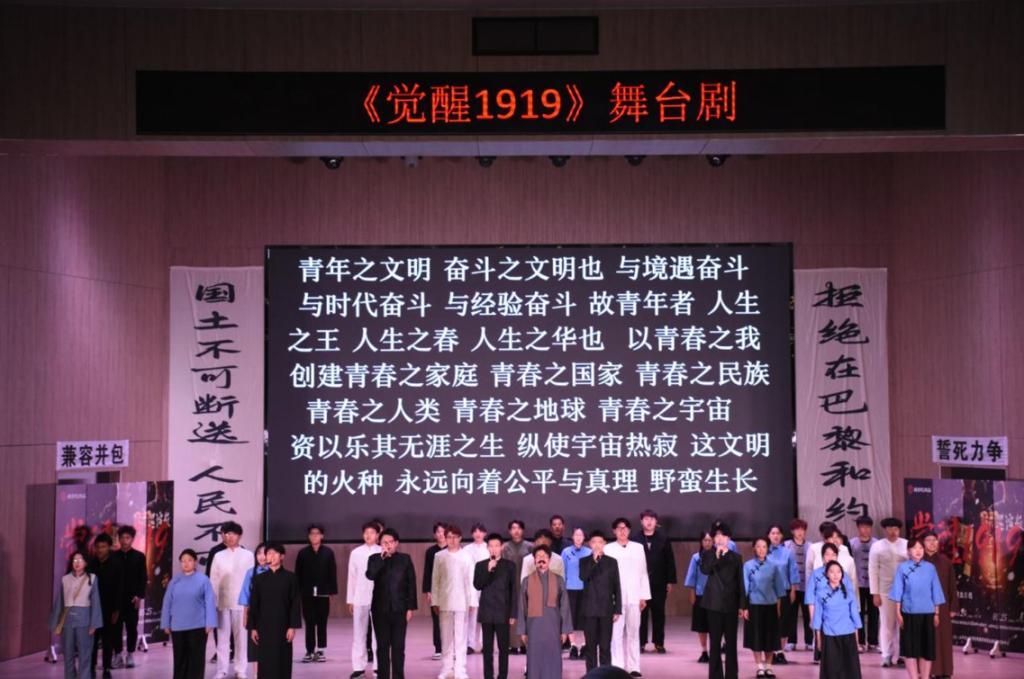 《觉醒1919》舞台剧
青年之文明 奋斗之文明也 与境遇奋斗
与时代奋斗 与经验奋斗 故青年者 人生
之王 人生之春 人生之华也 以青春之我
创建青春之家庭 青春之国家 青春之民族
青春之人类 青春之地球 青春之宇宙
资以乐其无涯之生 纵使宇宙热寂 这文明
的火种 永远向着公平与真理 野蛮生长
国土不可断送 人民不可
拒绝在巴黎和约
兼容并包
誓死力争
觉醒
1919